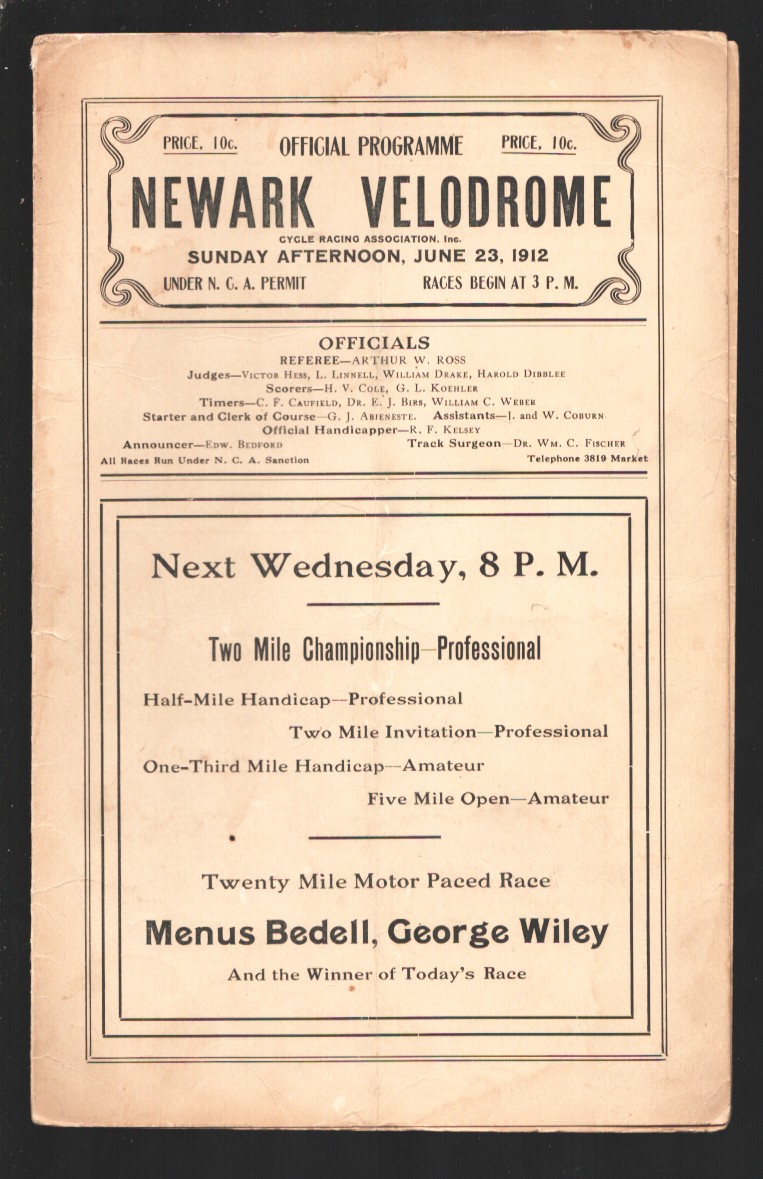 PRICE, 10c. OFFICIAL PROGRAMME PRICE, 10c.
NEWARK VELODROME
CYCLE RACING ASSOCIATION, Inc.
SUNDAY AFTERNOON, JUNE 23, 1912
UNDER N. C. A. PERMIT RACES BEGIN AT 3 P. M.
OFFICIALS
REFEREE—ARTHUR W. ROSS
Judges—Victor Hess, L. Linnell, William Drake, Harold Dibblee
Scorers—H. V. Cole, G. L. Koehler
Timers—C. F. Caufield, Dr. E. J. Birs, William C. Weber
Starter and Clerk of Course—G. J. Abieneste. Assistants—J. and W. Coburn
Official Handicapper—R. F. Kelsey
Announcer—Edw. Bedford Track Surgeon—Dr. Wm. C. Fischer
All Races Run Under N. C. A. Sanction Telephone 3819 Market
Next Wednesday, 8 P. M.
Two Mile Championship—Professional
Half-Mile Handicap—Professional
Two Mile Invitation—Professional
One-Third Mile Handicap—Amateur
Five Mile Open—Amateur
Twenty Mile Motor Paced Race
Menus Bedell, George Wiley
And the Winner of Today's Race